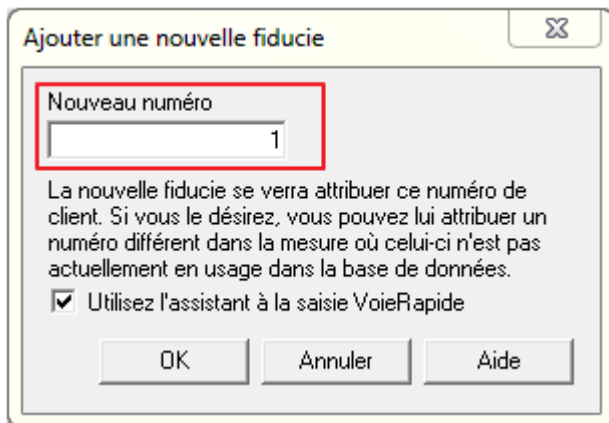 Ajouter une nouvelle fiducie
Nouveau numéro
1
La nouvelle fiducie se verra attribuer ce numéro de
client. Si vous le désirez, vous pouvez lui attribuer un
numéro différent dans la mesure où celui-ci n'est pas
actuellement en usage dans la base de données.
Utilisez l'assistant à la saisie VoieRapide
OK Annuler Aide